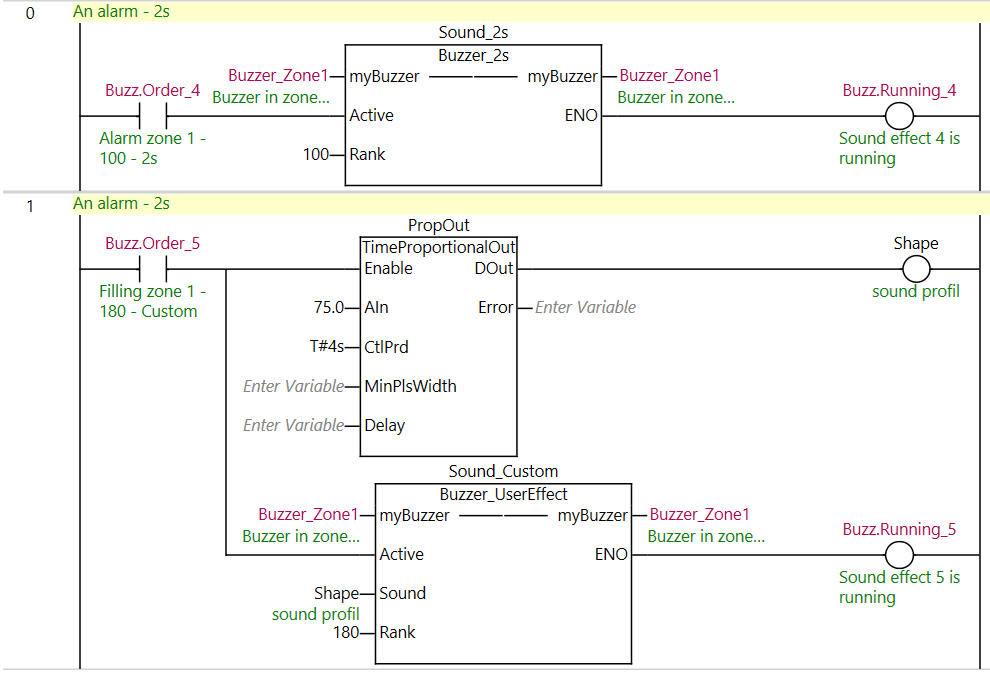 0
An alarm - 2s
Sound_2s
Buzzer_2s
Buzzer_Zone1 myBuzzer myBuzzer Buzzer_Zone1
Buzz.Order_4 Buzzer in zone... Buzzer in zone... Buzz.Running_4
Active ENO
Alarm zone 1 -
100 - 2s
Sound effect 4 is
running
100 Rank
1
An alarm - 2s
PropOut
TimeProportionalOut
Buzz.Order_5 Enable DOut Shape
Filling zone 1 -
180 - Custom
sound profil
75.0 AIn Error Enter Variable
T#4s CtlPrd
Enter Variable MinPlsWidth
Enter Variable Delay
Sound_Custom
Buzzer_UserEffect
Buzzer_Zone1 myBuzzer myBuzzer Buzzer_Zone1
Buzzer in zone... Buzzer in zone... Buzz.Running_5
Active ENO
Sound effect 5 is
running
Shape Sound
sound profil
180 Rank